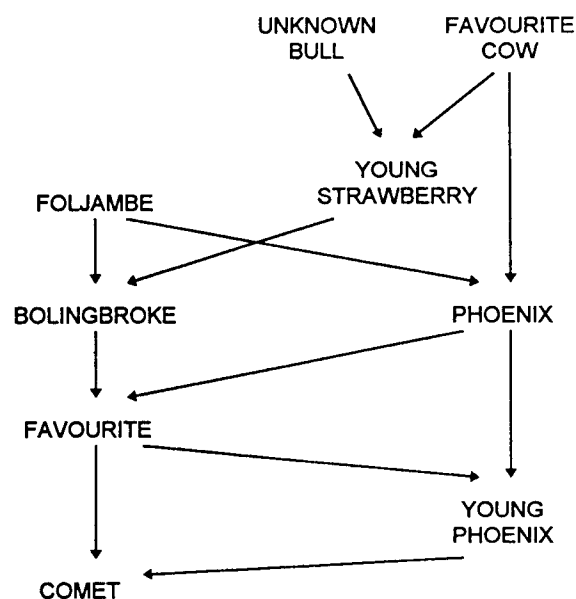 UNKNOWN
BULL
FAVOURITE
COW
YOUNG
STRAWBERRY
FOLJAMBE
BOLINGBROKE
PHOENIX
FAVOURITE
YOUNG
PHOENIX
COMET